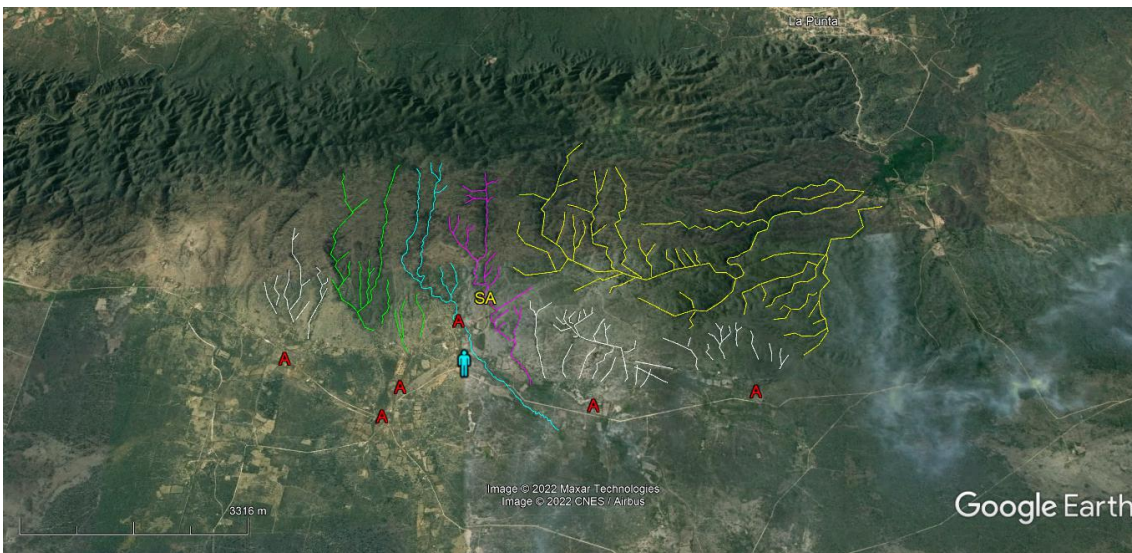 La Punta
SA
A
A
A
A
A
A
Image © 2022 Maxar Technologies
Image © 2022 CNES / Airbus
3316 m
Google Earth